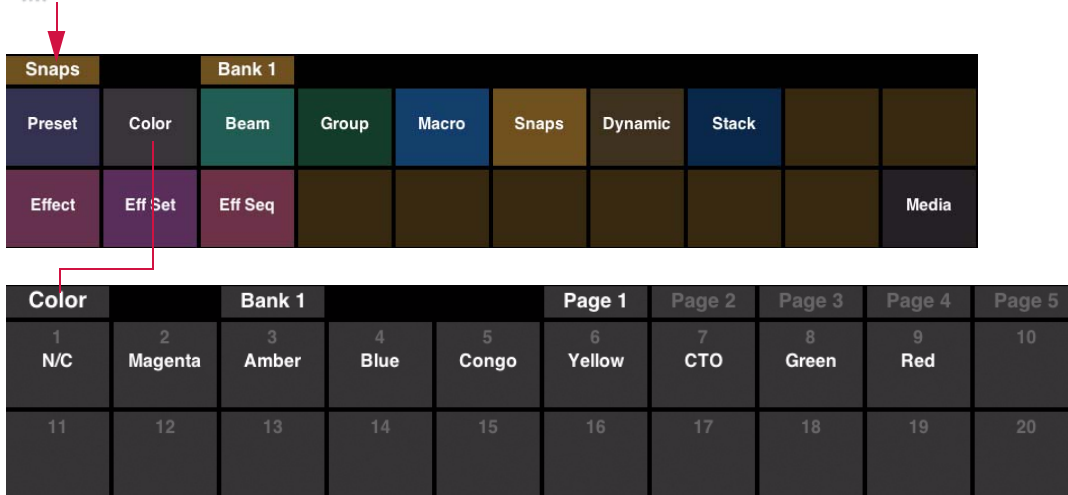 Snaps Bank 1
Preset Color Beam Group Macro Snaps Dynamic Stack
Effect Eff Set Eff Seq Media
Color Bank 1 Page 1 Page 2 Page 3 Page 4 Page 5
1 2 3 4 5 6 7 8 9 10
N/C Magenta Amber Blue Congo Yellow CTO Green Red
11 12 13 14 15 16 17 18 19 20